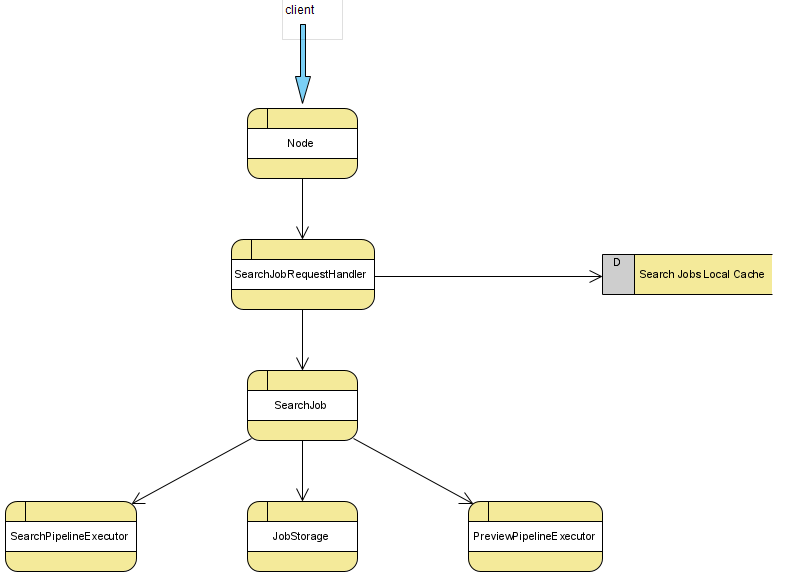 client
Node
SearchJobRequestHandler
D
Search Jobs Local Cache
SearchJob
SearchPipelineExecutor
JobStorage
PreviewPipelineExecutor